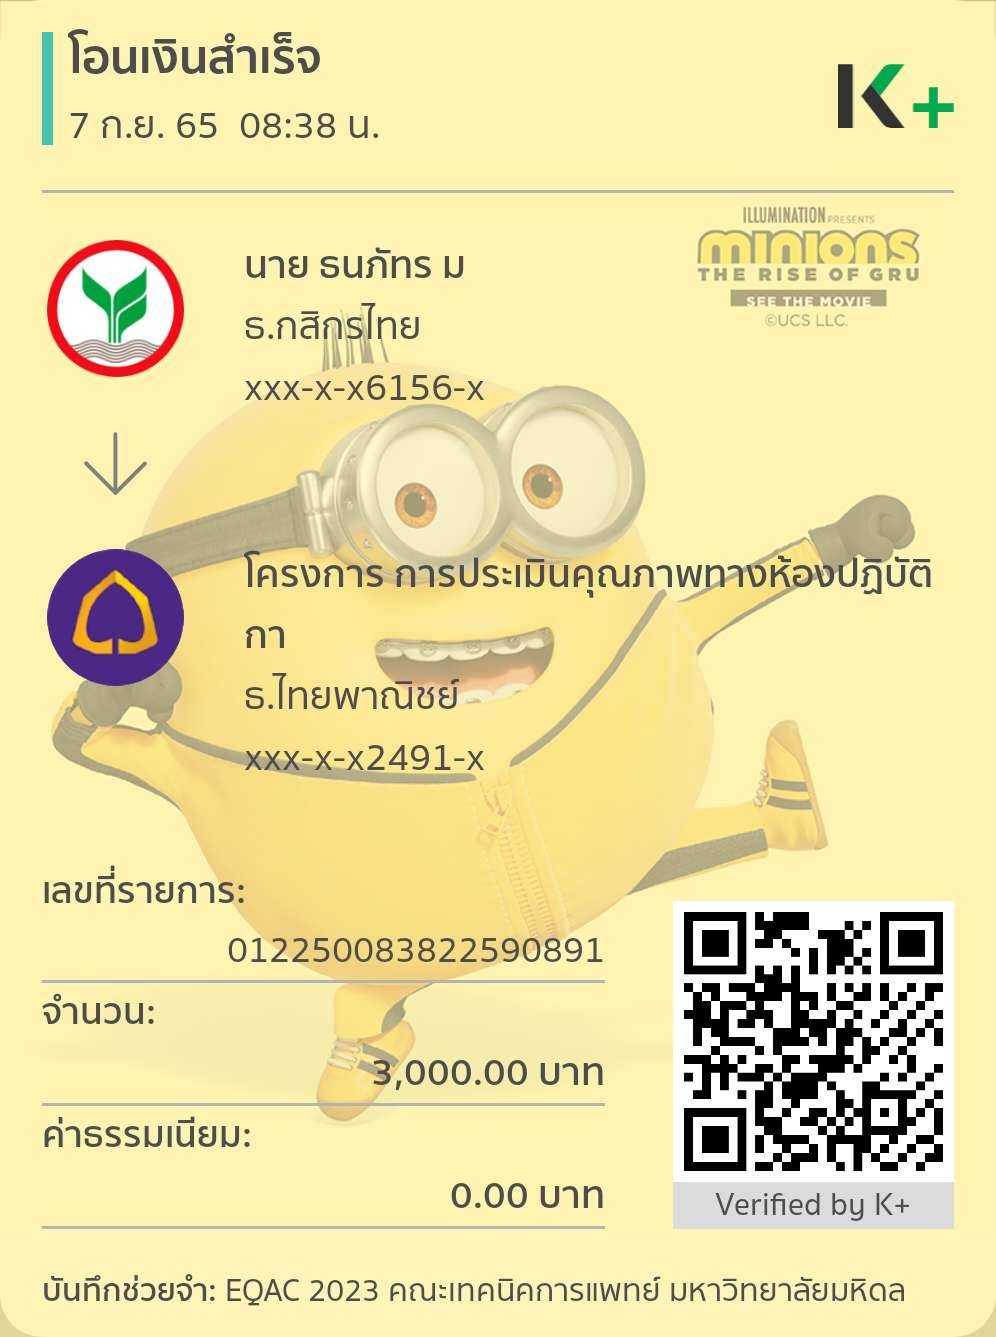 โอนเงินสำเร็จ
7 ก.ย. 65 08:38 น.
K+
ILLUMINATION PRESENTS
minions
THE RISE OF GRU
SEE THE MOVIE
©UCS LLC.
นาย ธนภัทร ม
ธ.กสิกรไทย
xxx-x-x6156-x
โครงการ การประเมินคุณภาพทางห้องปฏิบัติ
กา
ธ.ไทยพาณิชย์
xxx-x-x2491-x
เลขที่รายการ:
012250083822590891
จำนวน:
3,000.00 บาท
ค่าธรรมเนียม:
0.00 บาท
Verified by K+
บันทึกช่วยจำ: EQAC 2023 คณะเทคนิคการแพทย์ มหาวิทยาลัยมหิดล